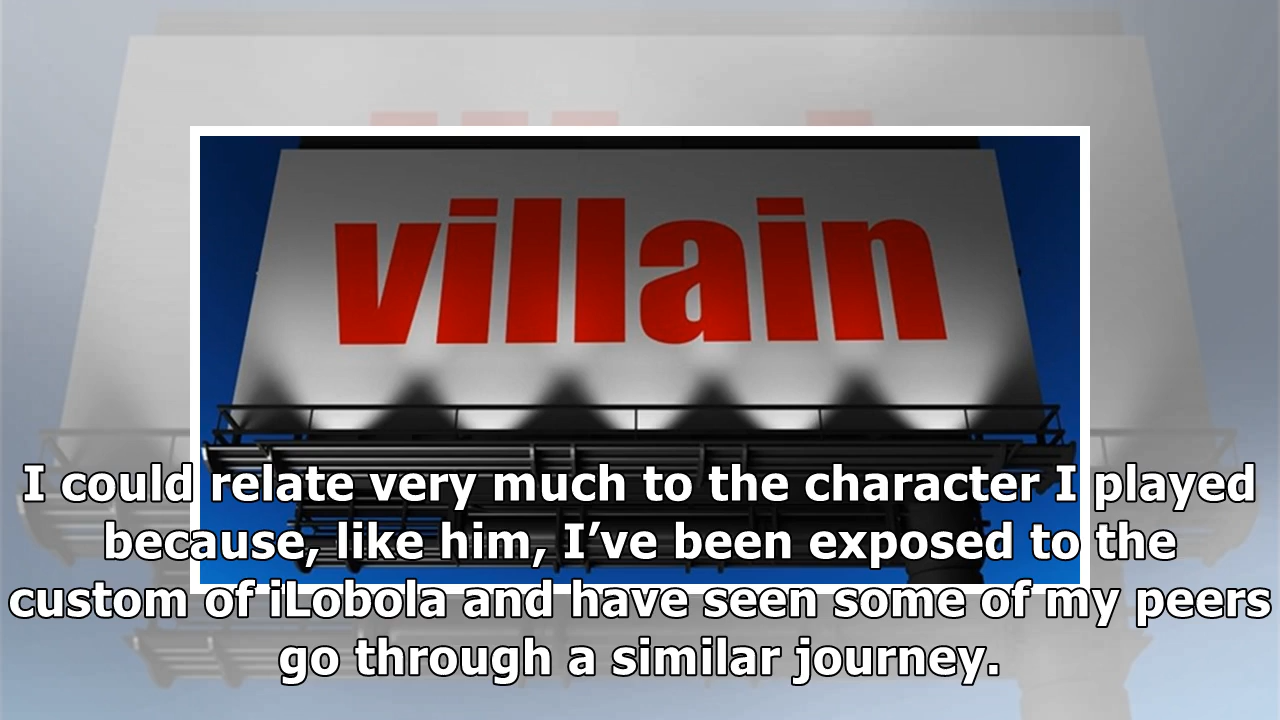 villain
I could relate very much to the character I played
because, like him, I’ve been exposed to the
custom of iLobola and have seen some of my peers
go through a similar journey.